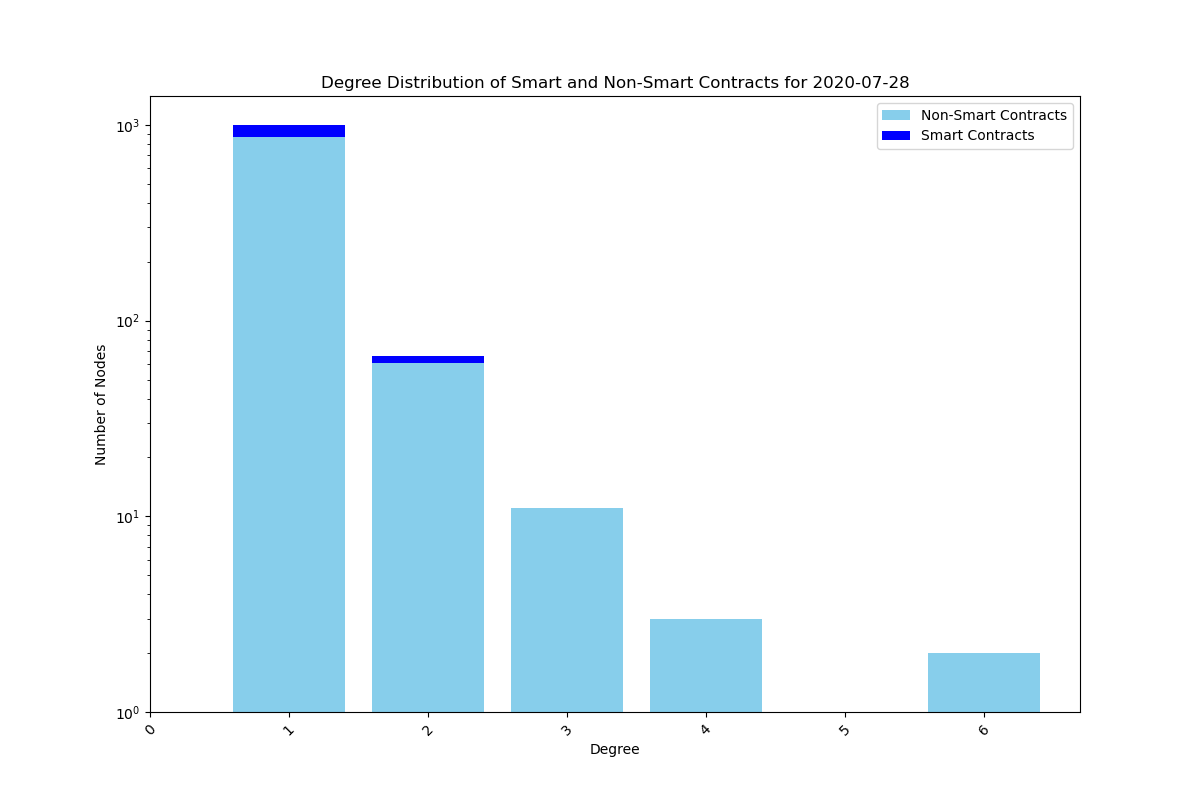 Degree Distribution of Smart and Non-Smart Contracts for 2020-07-28
Non-Smart Contracts
Smart Contracts
Number of Nodes
10³
10²
10¹
10⁰
0 1 2 3 4 5 6
Degree